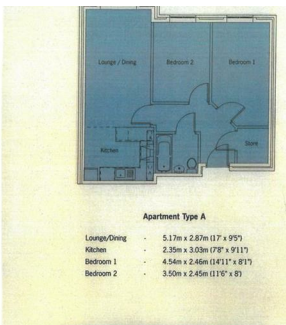 Lounge / Dining
Bedroom 2
Bedroom 1
Kitchen
Store
Apartment Type A
Lounge/Dining - 5.17m x 2.87m (17' x 9'5")
Kitchen - 2.35m x 3.03m (7'8" x 9'11")
Bedroom 1 - 4.54m x 2.46m (14'11" x 8'1")
Bedroom 2 - 3.50m x 2.45m (11'6" x 8')